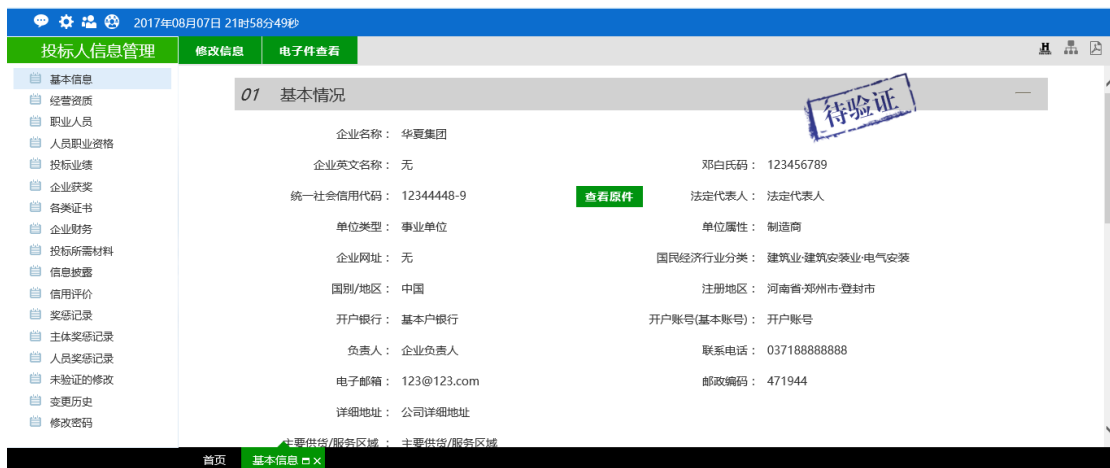 2017年08月07日 21时58分49秒
投标人信息管理 修改信息 电子件查看 H
基本信息
经营资质
职业人员
人员职业资格
投标业绩
企业获奖
各类证书
企业财务
投标所需材料
信息披露
信用评价
奖惩记录
主体奖惩记录
人员奖惩记录
未验证的修改
变更历史
修改密码
01 基本情况
待验证
企业名称： 华夏集团
企业英文名称： 无 邓白氏码： 123456789
统一社会信用代码： 12344448-9 查看原件 法定代表人： 法定代表人
单位类型： 事业单位 单位属性： 制造商
企业网址： 无 国民经济行业分类： 建筑业·建筑安装业·电气安装
国别/地区： 中国 注册地区： 河南省·郑州市·登封市
开户银行： 基本户银行 开户账号(基本账号)： 开户账号
负责人： 企业负责人 联系电话： 037188888888
电子邮箱： 123@123.com 邮政编码： 471944
详细地址： 公司详细地址
主要供货/服务区域 ： 主要供货/服务区域
首页 基本信息